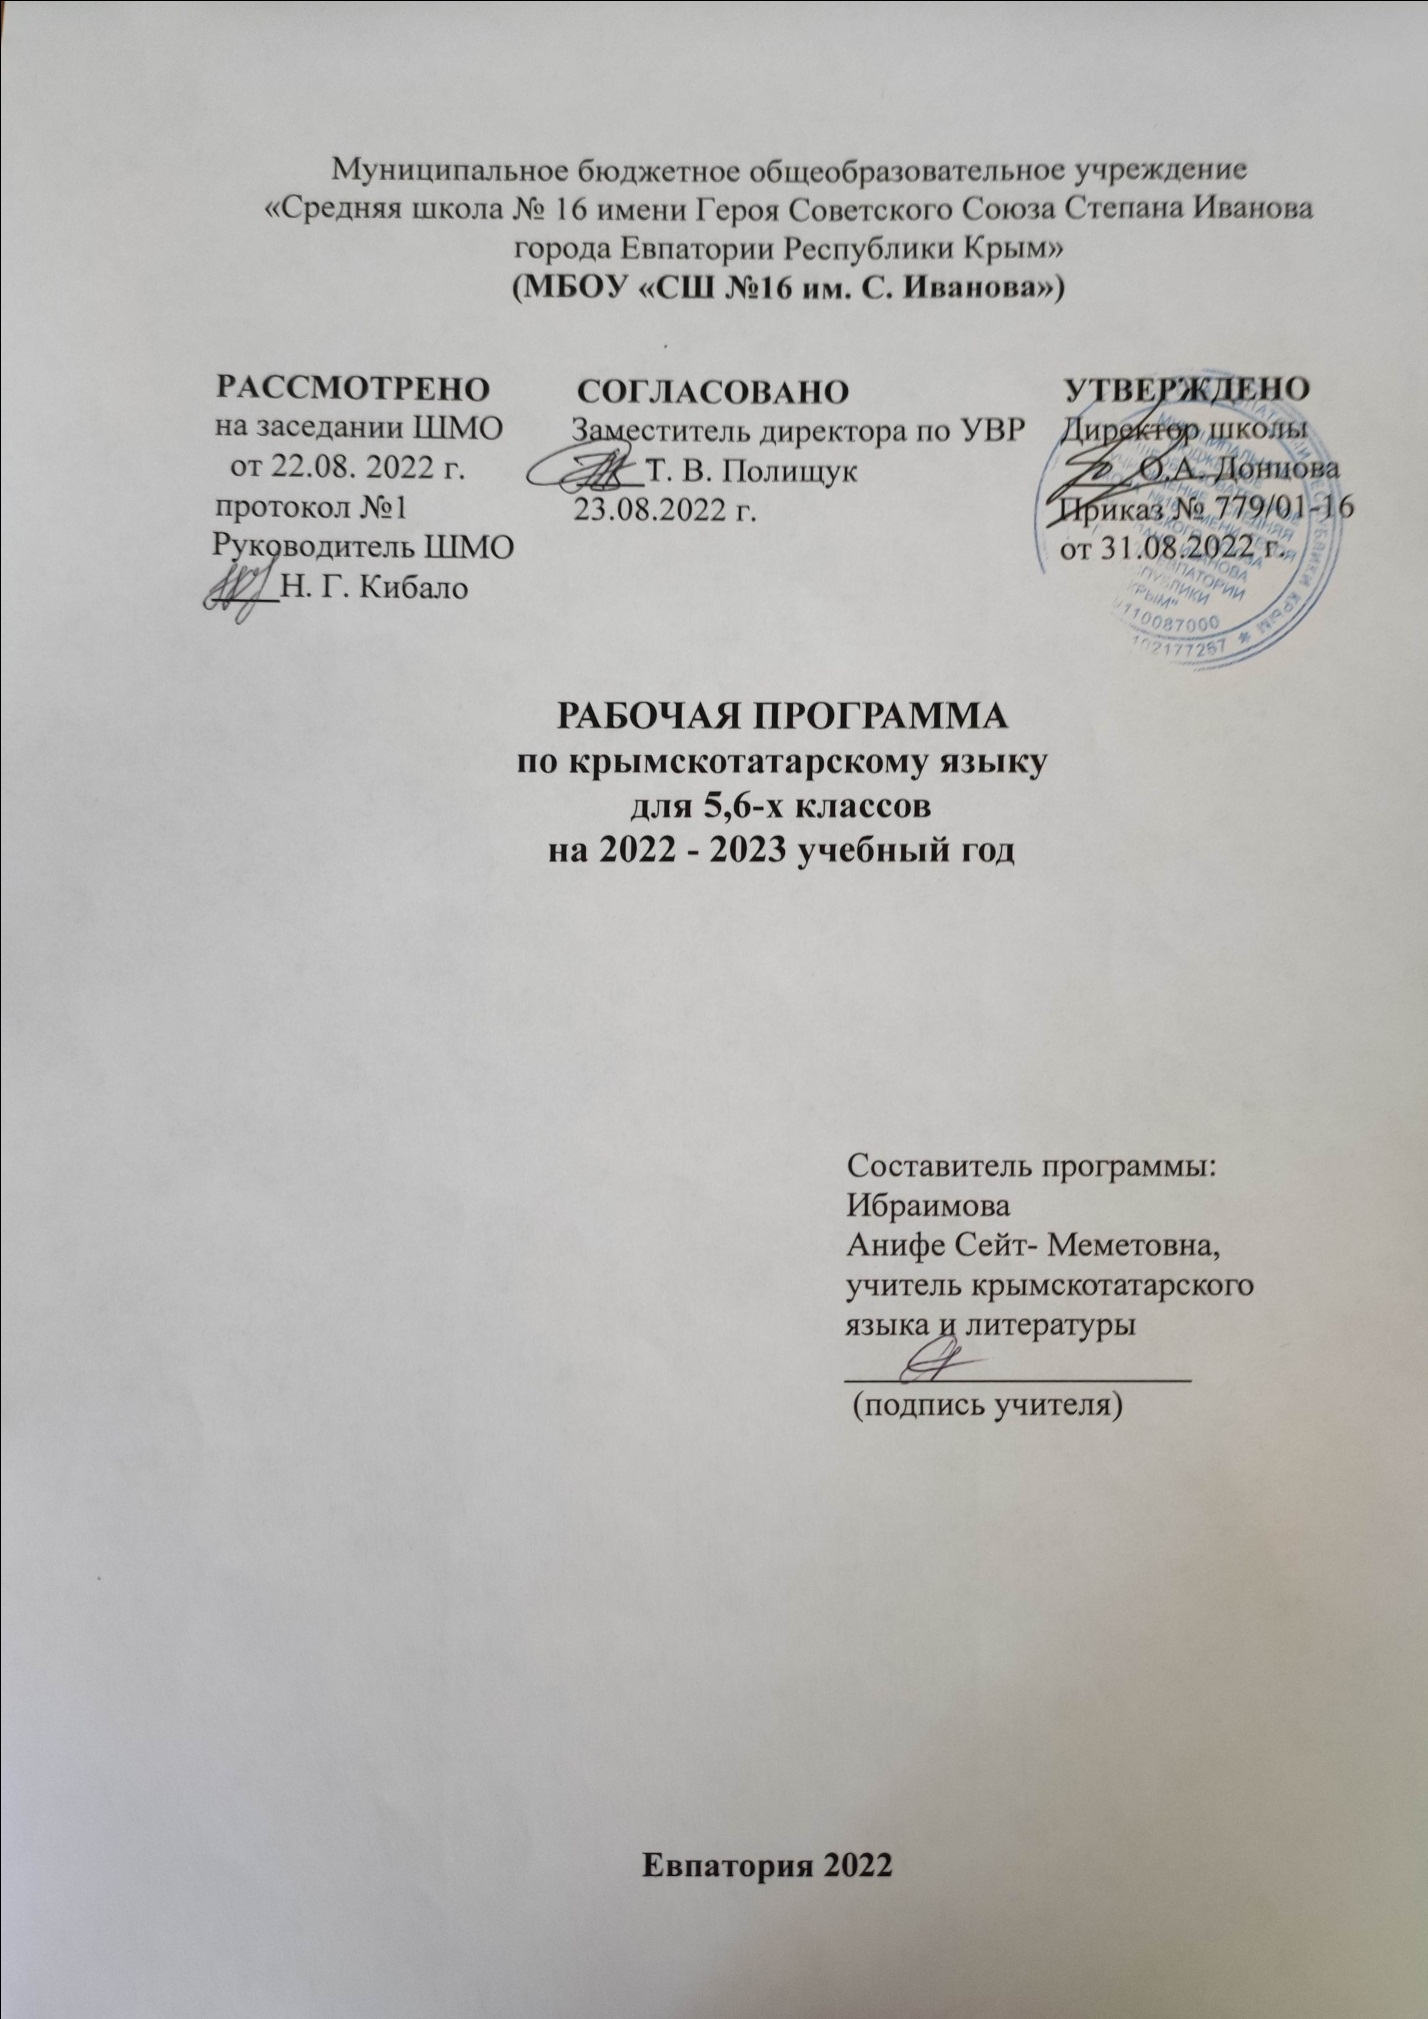 Муниципальное бюджетное общеобразовательное учреждение
«Средняя школа № 16 имени Героя Советского Союза Степана Иванова
города Евпатории Республики Крым»
(МБОУ «СШ №16 им. С. Иванова»)
РАССМОТРЕНО
на заседании ШМО
от 22.08. 2022 г.
протокол №1
Руководитель ШМО
____Н. Г. Кибало
СОГЛАСОВАНО
Заместитель директора по УВР
____Т. В. Полищук
23.08.2022 г.
УТВЕРЖДЕНО
Директор школы
____О.А. Донцова
Приказ № 779/01-16
от 31.08.2022 г.
РАБОЧАЯ ПРОГРАММА
по крымскотатарскому языку
для 5,6-х классов
на 2022 - 2023 учебный год
Составитель программы:
Ибраимова
Анифе Сейт- Меметовна,
учитель крымскотатарского
языка и литературы
(подпись учителя)
Евпатория 2022